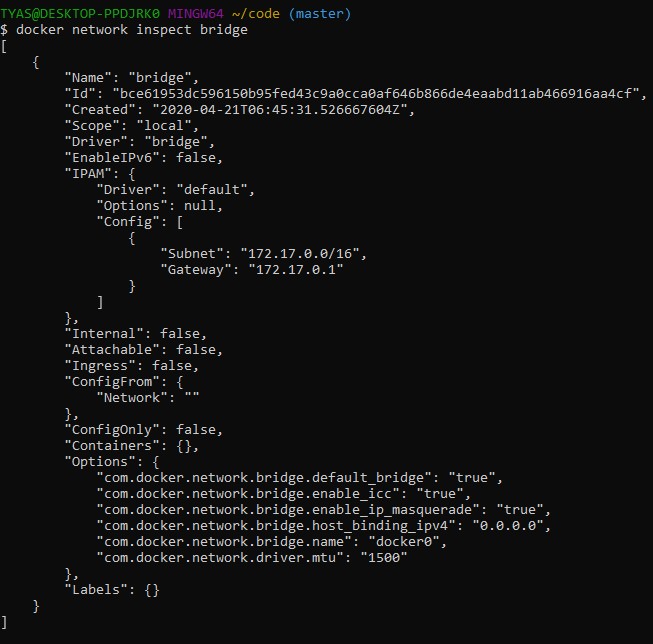 TYAS@DESKTOP-PPDJRK0 MINGW64 ~/code (master)
$ docker network inspect bridge
[
    {
        "Name": "bridge",
        "Id": "bce61953dc596150b95fed43c9a0cca0af646b866de4eaabd11ab466916aa4cf",
        "Created": "2020-04-21T06:45:31.526667604Z",
        "Scope": "local",
        "Driver": "bridge",
        "EnableIPv6": false,
        "IPAM": {
            "Driver": "default",
            "Options": null,
            "Config": [
                {
                    "Subnet": "172.17.0.0/16",
                    "Gateway": "172.17.0.1"
                }
            ]
        },
        "Internal": false,
        "Attachable": false,
        "Ingress": false,
        "ConfigFrom": {
            "Network": ""
        },
        "ConfigOnly": false,
        "Containers": {},
        "Options": {
            "com.docker.network.bridge.default_bridge": "true",
            "com.docker.network.bridge.enable_icc": "true",
            "com.docker.network.bridge.enable_ip_masquerade": "true",
            "com.docker.network.bridge.host_binding_ipv4": "0.0.0.0",
            "com.docker.network.bridge.name": "docker0",
            "com.docker.network.driver.mtu": "1500"
        },
        "Labels": {}
    }
]